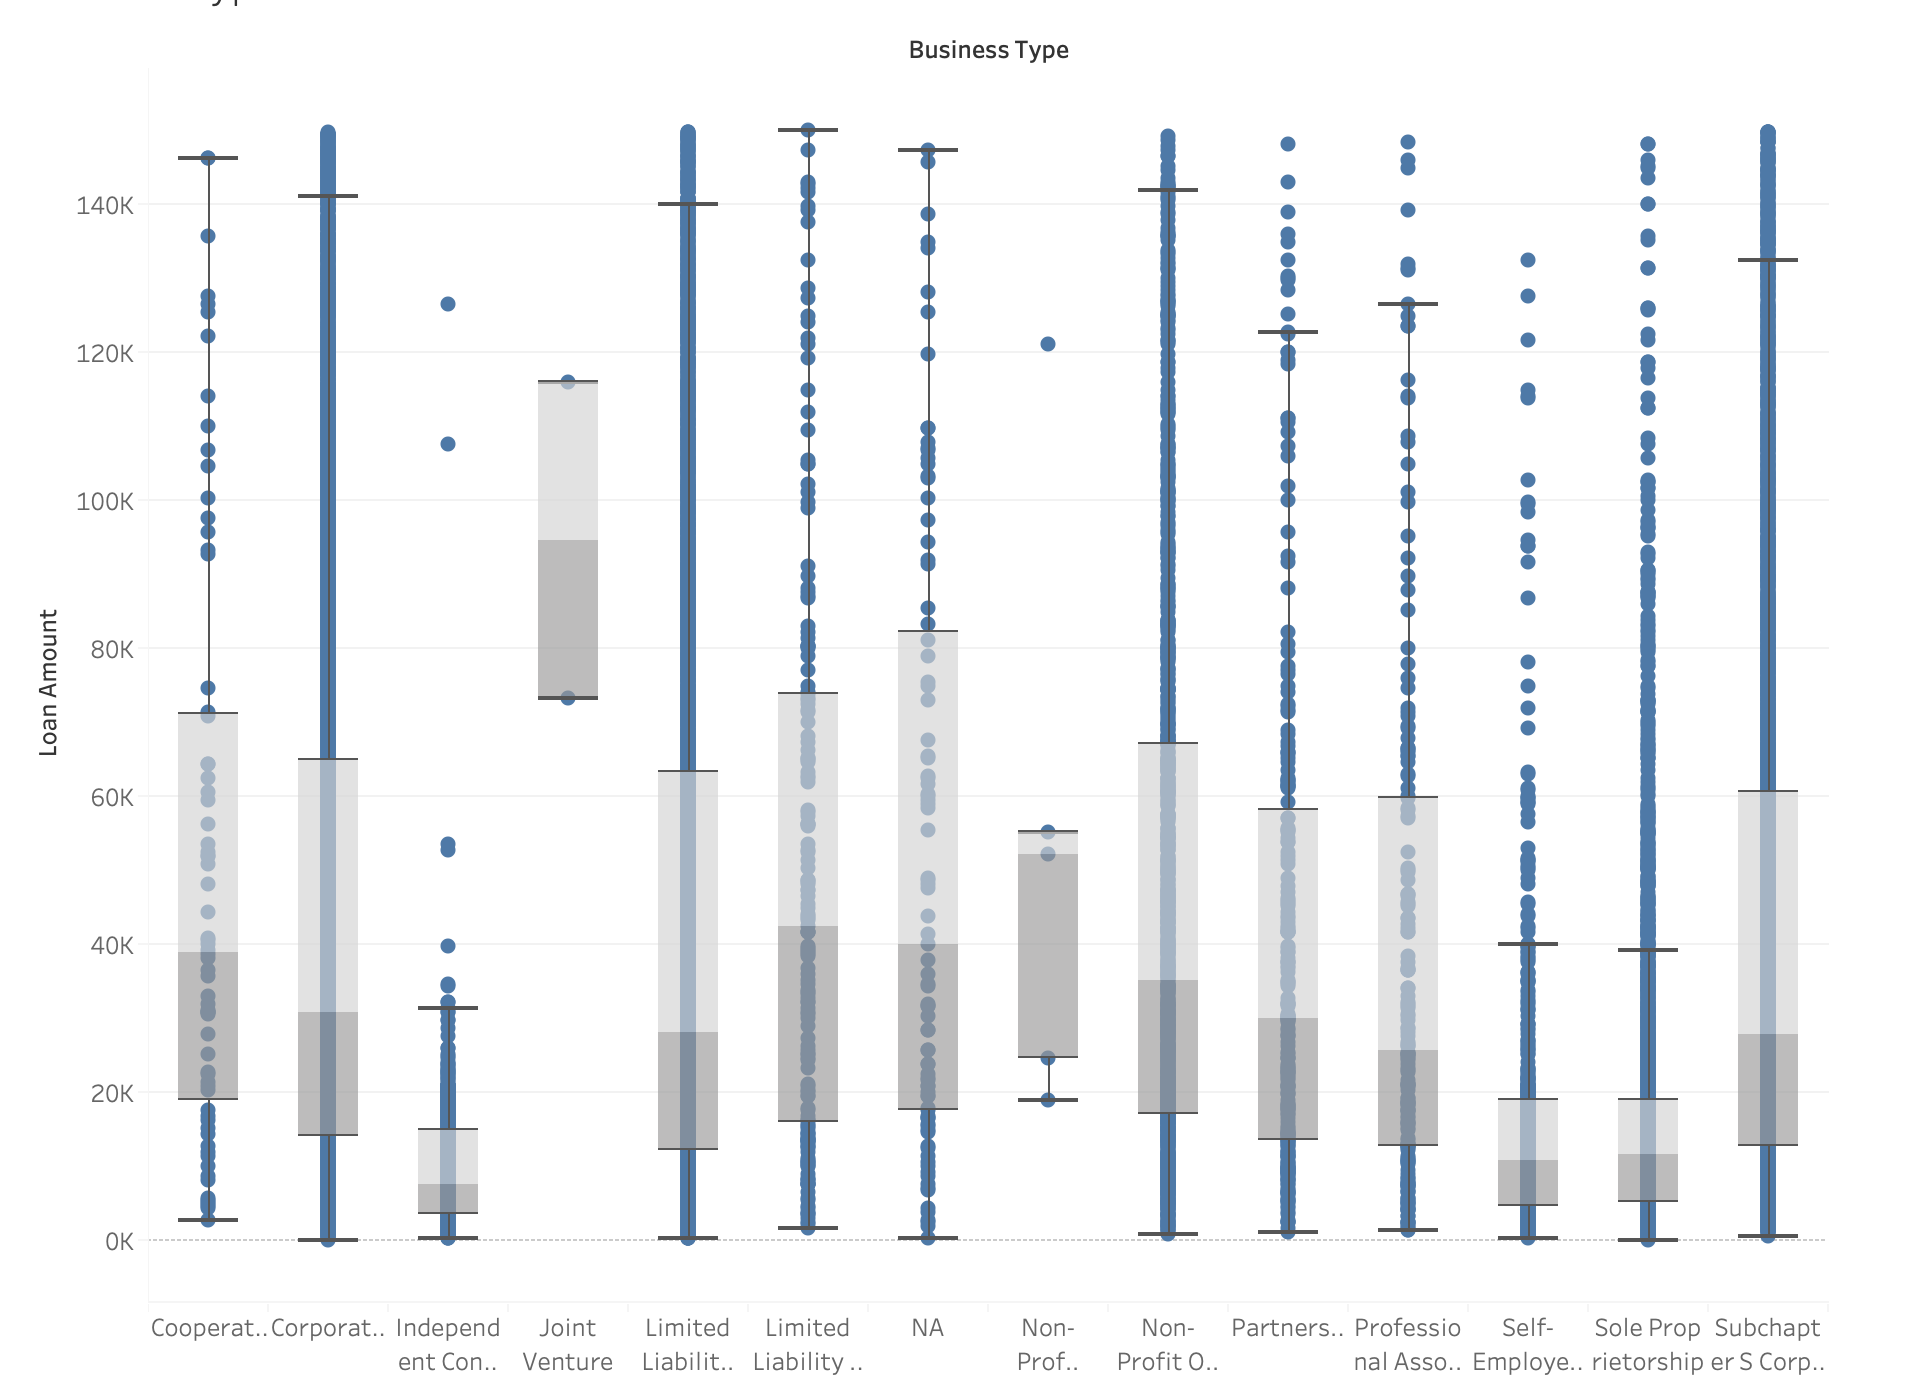 Business Type
Loan Amount
140K
120K
100K
80K
60K
40K
20K
0K
Cooperat..
Corporat..
Independ
ent Con..
Joint
Venture
Limited
Liabilit..
Limited
Liability ..
NA
Non-
Prof..
Non-
Profit O..
Partners..
Professio
nal Asso..
Self-
Employe..
Sole Prop
rietorship
Subchapt
er S Corp..